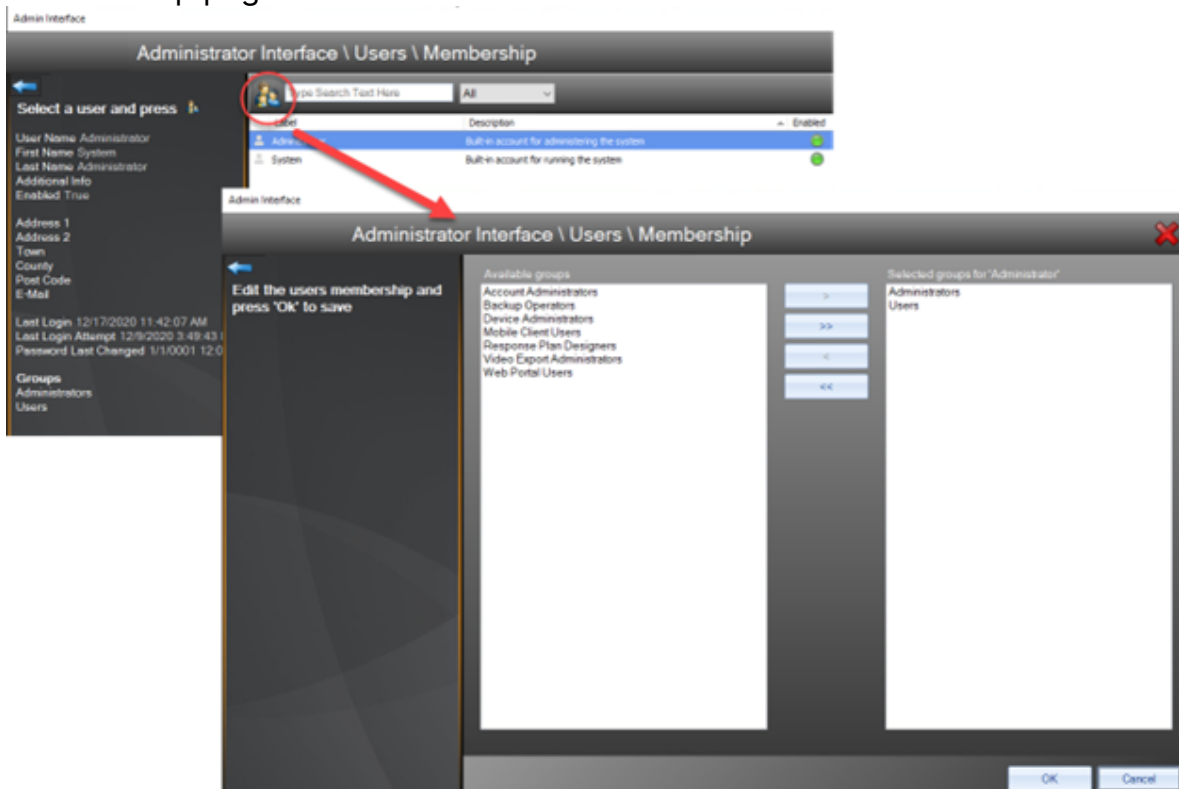 Admin Interface
Administrator Interface \ Users \ Membership
Select a user and press
Type Search Text Here
All
Label
Description
Enabled
User Name Administrator
First Name System
Last Name Administrator
Additional Info
Enabled True
Built-in account for administering the system
System
Built-in account for running the system
Address 1
Address 2
Town
County
Post Code
E-Mail
Last Login 12/17/2020 11:42:07 AM
Last Login Attempt 12/9/2020 3:49:43
Password Last Changed 1/1/0001 12:0
Groups
Administrators
Users
Admin Interface
Administrator Interface \ Users \ Membership
Edit the users membership and
press 'Ok' to save
Available groups
Account Administrators
Backup Operators
Device Administrators
Mobile Client Users
Response Plan Designers
Video Export Administrators
Web Portal Users
>
>>
<
<<
Selected groups for 'Administrator'
Administrators
Users
OK
Cancel